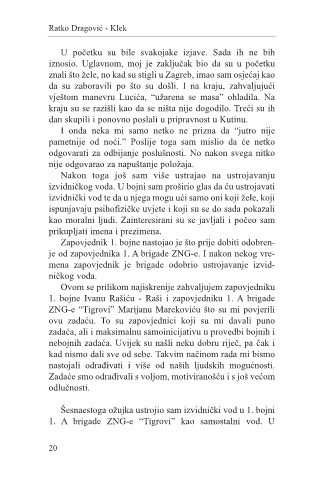 Ratko Dragović - Klek
U početku su bile svakojake izjave. Sada ih ne bih
iznosio. Uglavnom, moj je zaključak bio da su u početku
znali što žele, no kad su stigli u Zagreb, imao sam osjećaj kao
da su zaboravili po što su došli. I na kraju, zahvaljujući
vještom manevru Lucića, “užarena se masa” ohladila. Na
kraju su se razišli kao da se ništa nije dogodilo. Treći su ih
dan skupili i ponovno poslali u pripravnost u Kutinu.
I onda neka mi samo netko ne prizna da “jutro nije
pametnije od noći.” Poslije toga sam mislio da će netko
odgovarati za odbijanje poslušnosti. No nakon svega nitko
nije odgovarao za napuštanje položaja.
Nakon toga još sam više ustrajao na ustrojavanju
izvidničkog voda. U bojni sam proširio glas da ću ustrojavati
izvidnički vod te da u njega mogu ući samo oni koji žele, koji
ispunjavaju psihofizičke uvjete i koji su se do sada pokazali
kao moralni ljudi. Zainteresirani su se javljali i počeo sam
prikupljati imena i prezimena.
Zapovjednik 1. bojne nastojao je što prije dobiti odobren-
je od zapovjednika 1. A brigade ZNG-e. I nakon nekog vre-
mena zapovjednik je brigade odobrio ustrojavanje izvid-
ničkog voda.
Ovom se prilikom najiskrenije zahvaljujem zapovjedniku
1. bojne Ivanu Rašiću - Raši i zapovjedniku 1. A brigade
ZNG-e “Tigrovi” Marijanu Marekoviću što su mi povjerili
ovu zadaću. To su zapovjednici koji su mi davali puno
zadaća, ali i maksimalnu samoinicijativu u provedbi bojnih i
nebojnih zadaća. Uvijek su našli neku dobru riječ, pa čak i
kad nismo dali sve od sebe. Takvim načinom rada mi bismo
nastojali odrađivati i više od naših ljudskih mogućnosti.
Zadaće smo odrađivali s voljom, motiviranošću i s još većom
odlučnosti.
Šesnaestoga ožujka ustrojio sam izvidnički vod u 1. bojni
1. A brigade ZNG-e “Tigrovi” kao samostalni vod. U
20